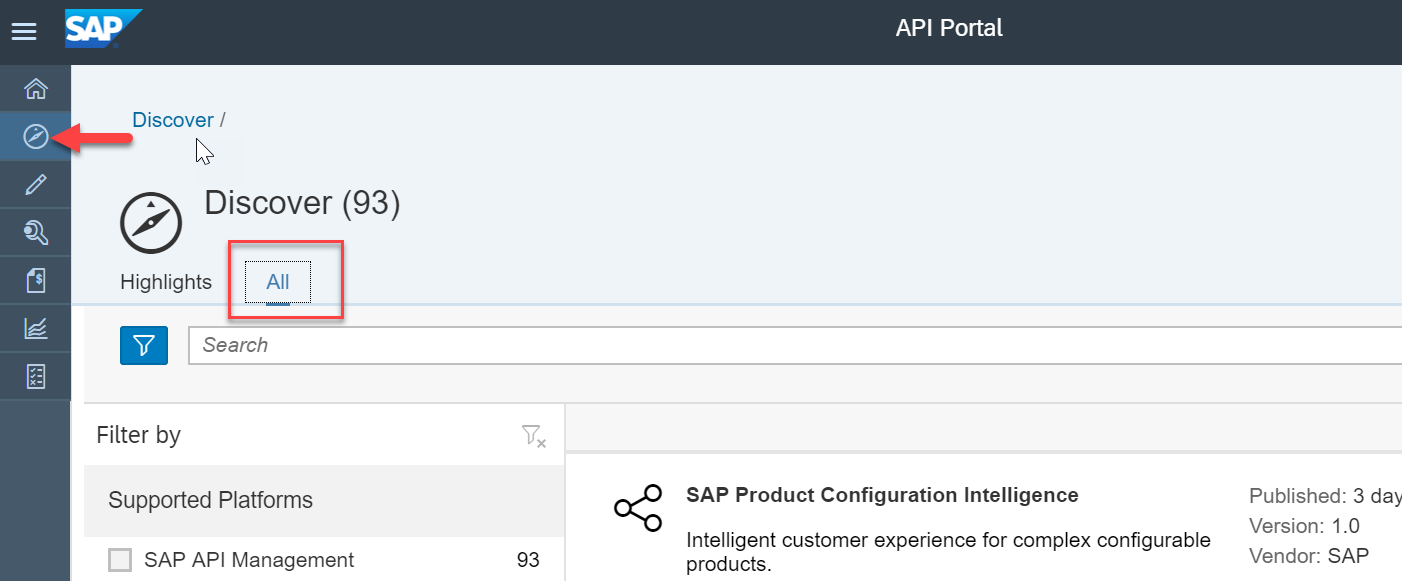 SAP
API Portal
Discover /
Discover (93)
Highlights
All
Search
Filter by
Supported Platforms
SAP API Management 93
SAP Product Configuration Intelligence
Intelligent customer experience for complex configurable
products.
Published: 3 day
Version: 1.0
Vendor: SAP